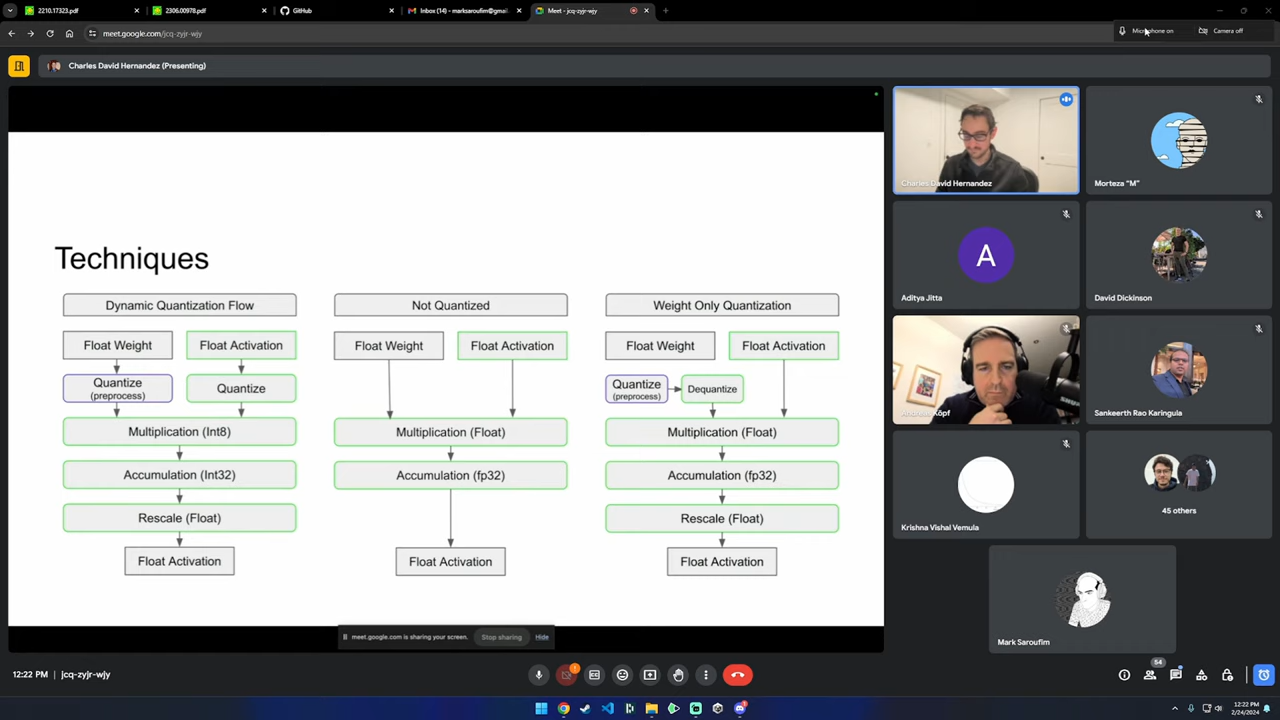 2210.17323.pdf
2306.00978.pdf
GitHub
Inbox (14) - marksaroufim@gmail
Meet - jcq-zyjr-wjy
meet.google.com/jcq-zyjr-wjy
Microphone on
Camera off
Charles David Hernandez (Presenting)
Techniques
Dynamic Quantization Flow
Float Weight
Float Activation
Quantize
(preprocess)
Quantize
Multiplication (Int8)
Accumulation (Int32)
Rescale (Float)
Float Activation
Not Quantized
Float Weight
Float Activation
Multiplication (Float)
Accumulation (fp32)
Float Activation
Weight Only Quantization
Float Weight
Float Activation
Quantize
(preprocess)
Dequantize
Multiplication (Float)
Accumulation (fp32)
Rescale (Float)
Float Activation
meet.google.com is sharing your screen.
Stop sharing
Hide
Charles David Hernandez
Morteza "M"
A
Aditya Jitta
David Dickinson
Andreas Köpf
Sankeerth Rao Karingula
Krishna Vishal Vemula
45 others
Mark Saroufim
12:22 PM | jcq-zyjr-wjy
54
12:22 PM
2/24/2024